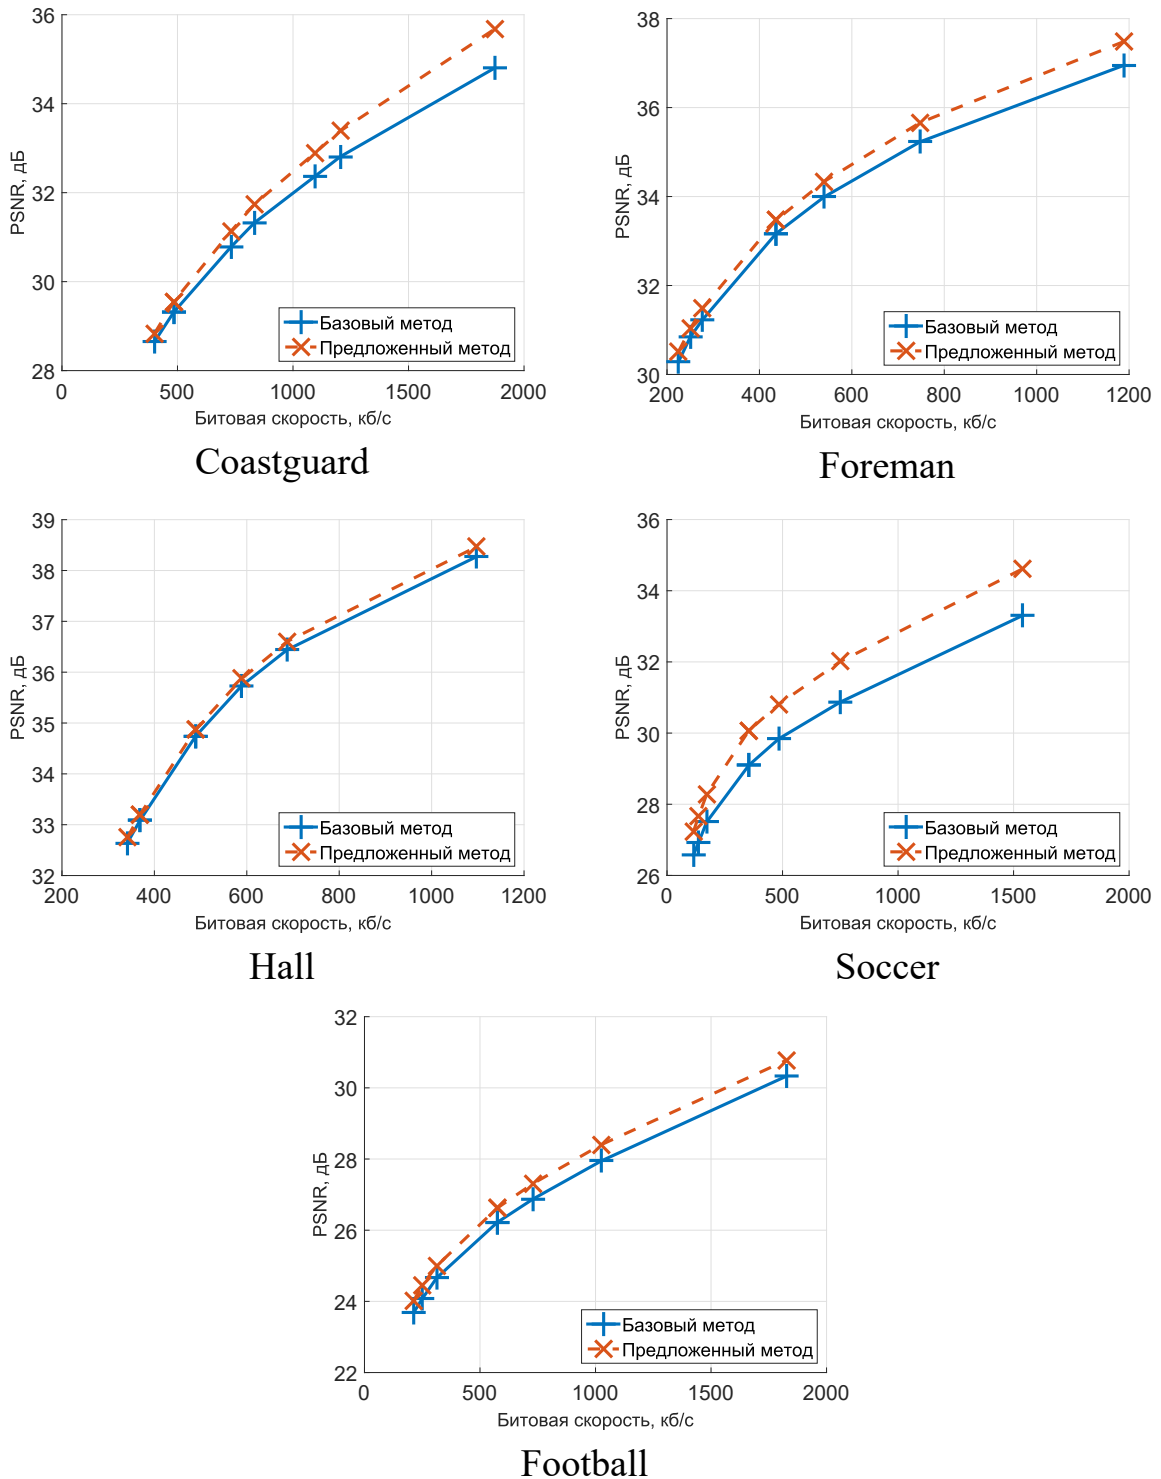 36
34
32
30
28
0 500 1000 1500 2000
PSNR, дБ
Битовая скорость, кб/с
Базовый метод
Предложенный метод
Coastguard
38
36
34
32
30
200 400 600 800 1000 1200
PSNR, дБ
Битовая скорость, кб/с
Базовый метод
Предложенный метод
Foreman
39
38
37
36
35
34
33
32
200 400 600 800 1000 1200
PSNR, дБ
Битовая скорость, кб/с
Базовый метод
Предложенный метод
Hall
36
34
32
30
28
26
0 500 1000 1500 2000
PSNR, дБ
Битовая скорость, кб/с
Базовый метод
Предложенный метод
Soccer
32
30
28
26
24
22
0 500 1000 1500 2000
PSNR, дБ
Битовая скорость, кб/с
Базовый метод
Предложенный метод
Football